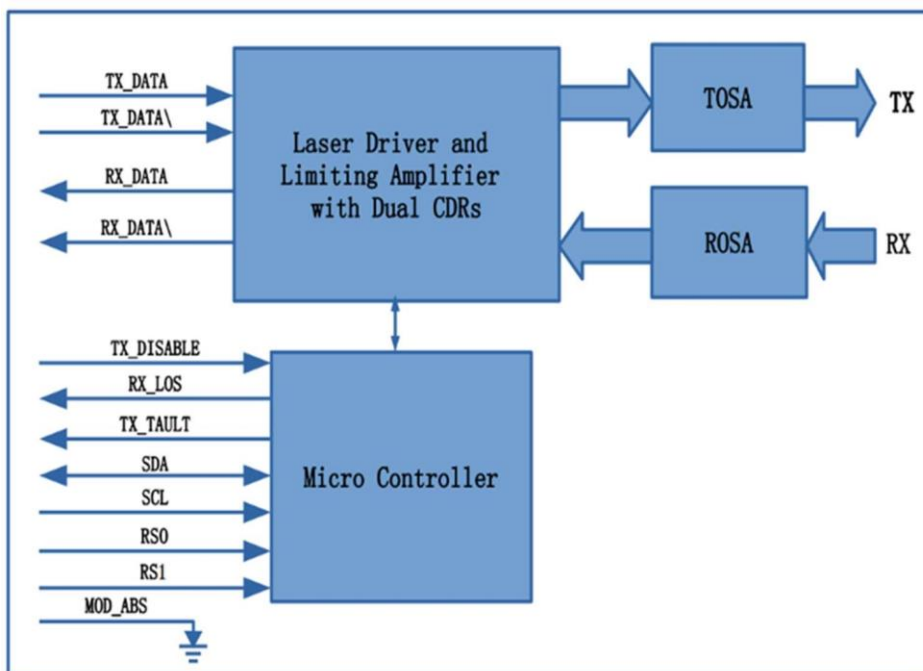 TX_DATA
TX_DATA\
RX_DATA
RX_DATA\
Laser Driver and
Limiting Amplifier
with Dual CDRs
TOSA
TX
ROSA
RX
TX_DISABLE
RX_LOS
TX_TAULT
SDA
SCL
RS0
RS1
MOD_ABS
Micro Controller